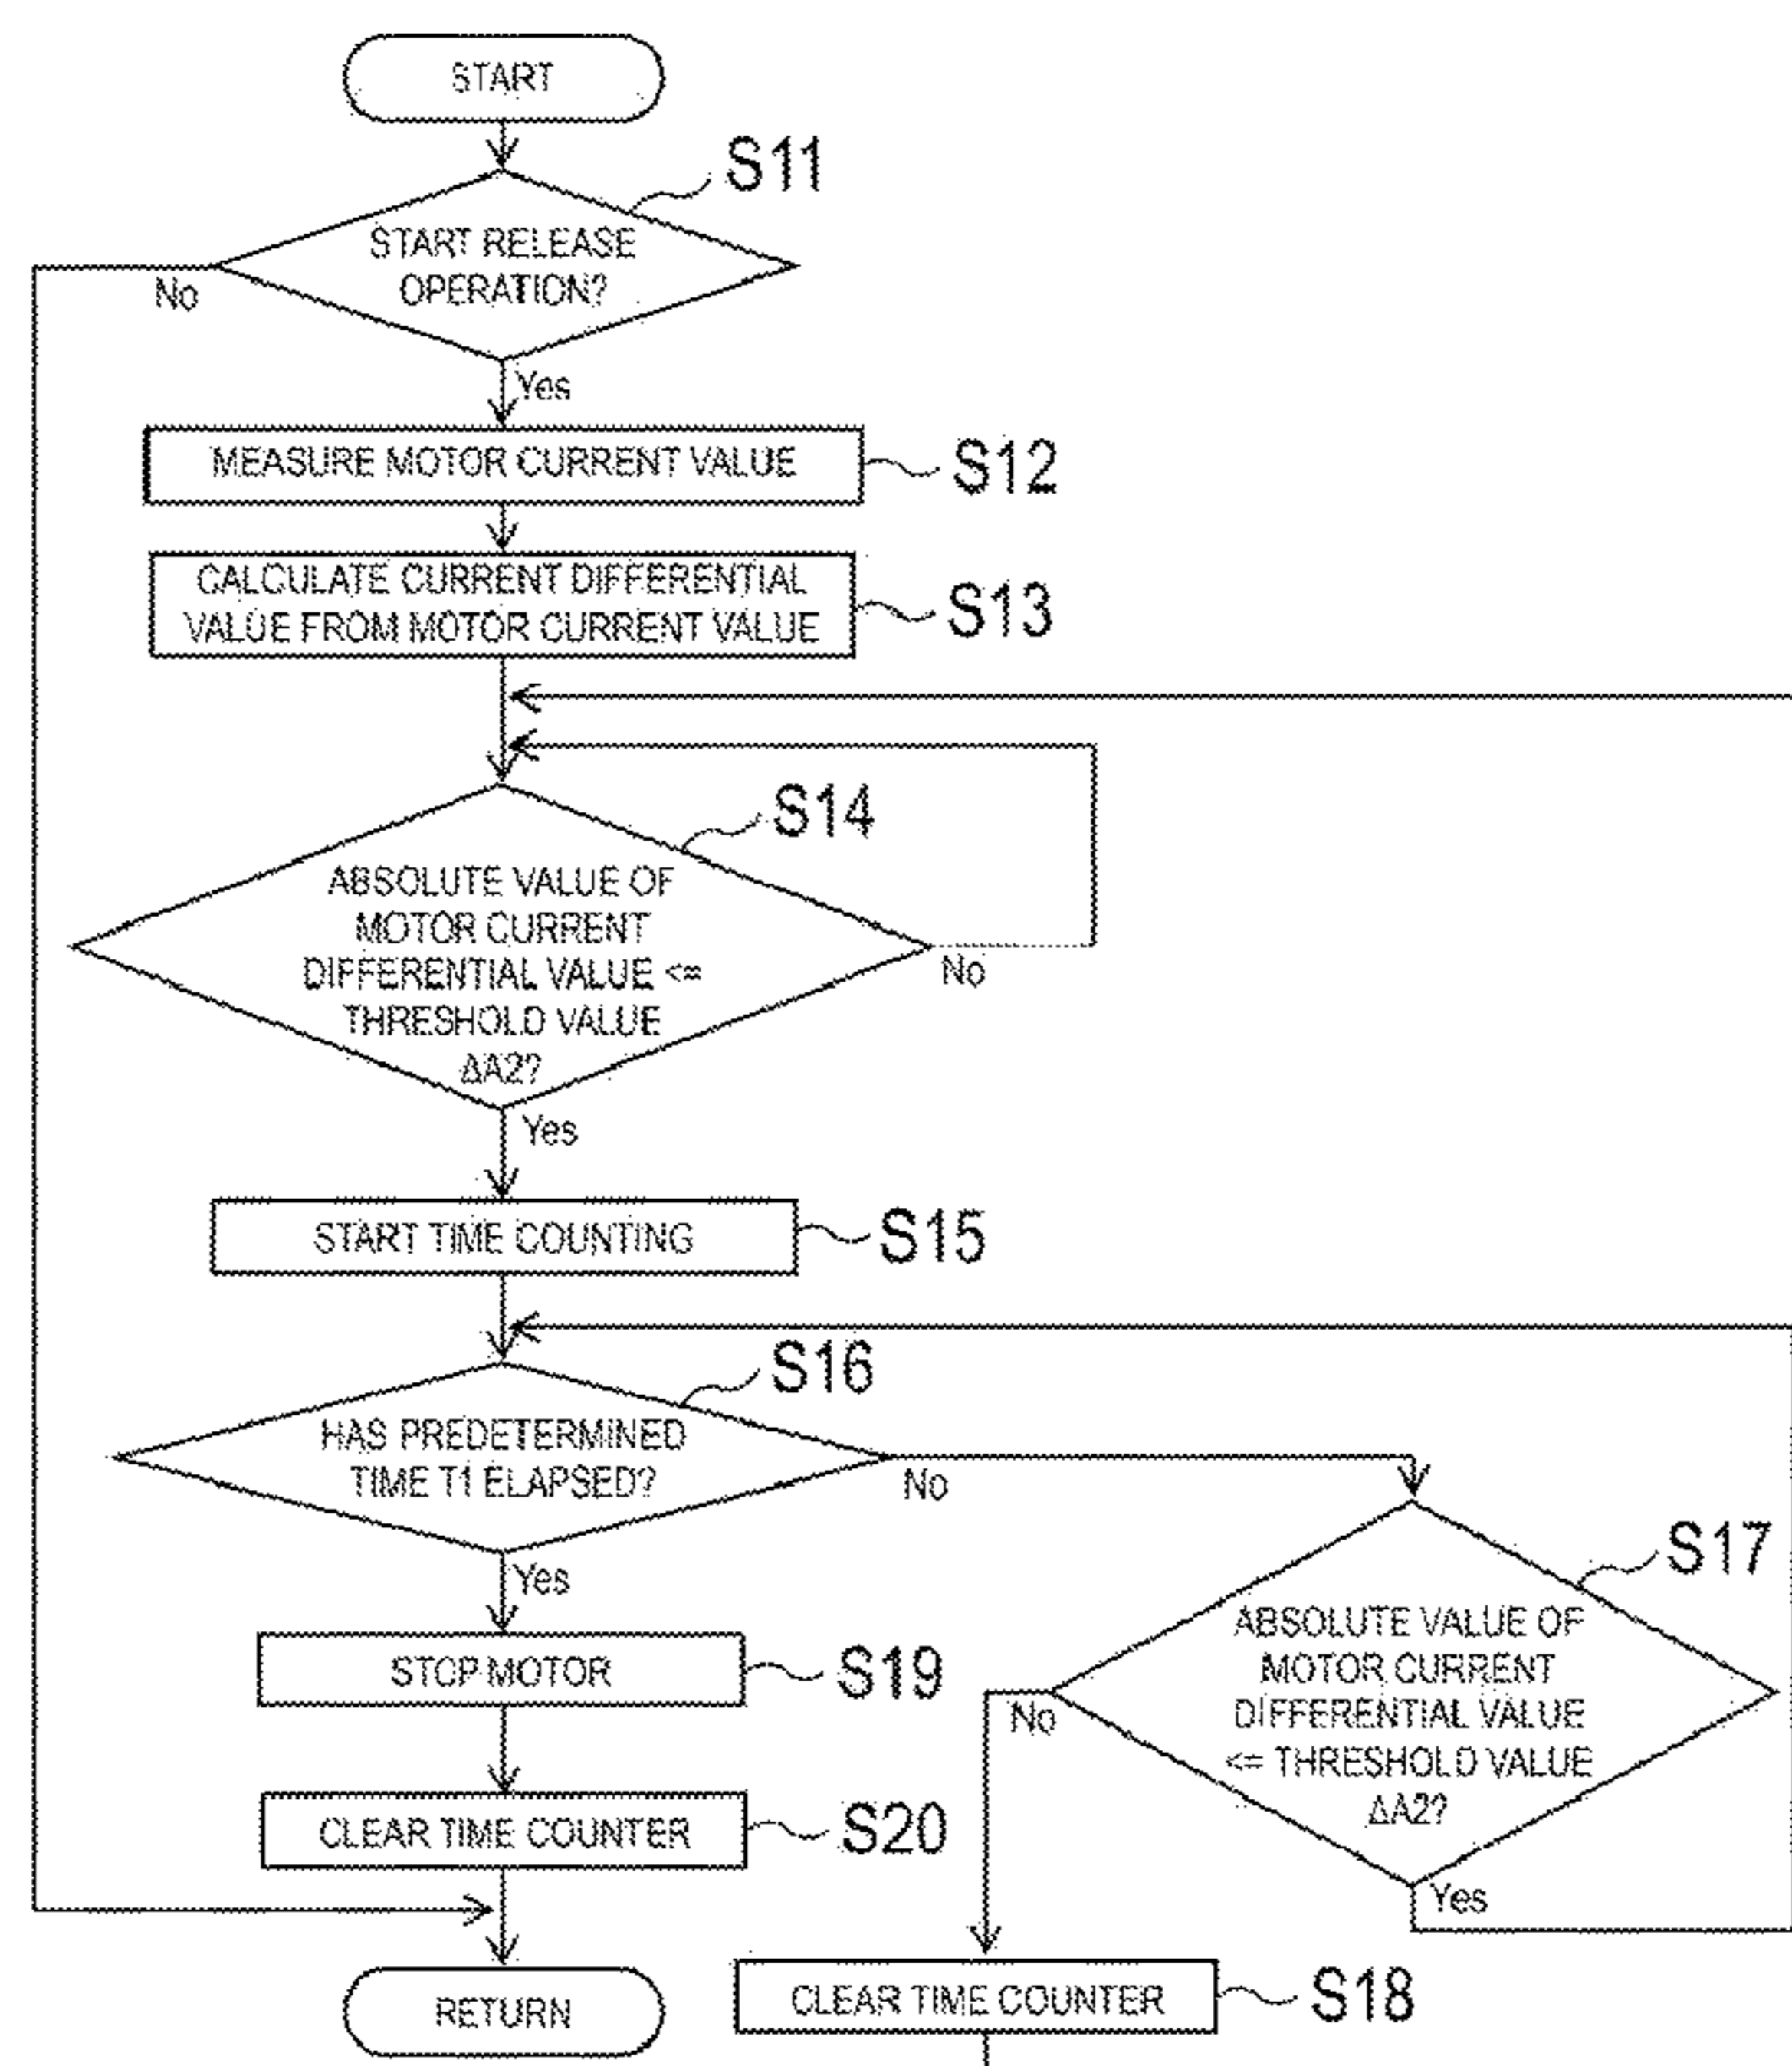 START
S11
START RELEASE
OPERATION?
No
Yes
MEASURE MOTOR CURRENT VALUE
S12
CALCULATE CURRENT DIFFERENTIAL
VALUE FROM MOTOR CURRENT VALUE
S13
S14
ABSOLUTE VALUE OF
MOTOR CURRENT
DIFFERENTIAL VALUE <=
THRESHOLD VALUE
ΔA2?
No
Yes
START TIME COUNTING
S15
S16
HAS PREDETERMINED
TIME T1 ELAPSED?
No
Yes
S17
ABSOLUTE VALUE OF
MOTOR CURRENT
DIFFERENTIAL VALUE
<= THRESHOLD VALUE
ΔA2?
No
Yes
STOP MOTOR
S19
CLEAR TIME COUNTER
S20
RETURN
CLEAR TIME COUNTER
S18